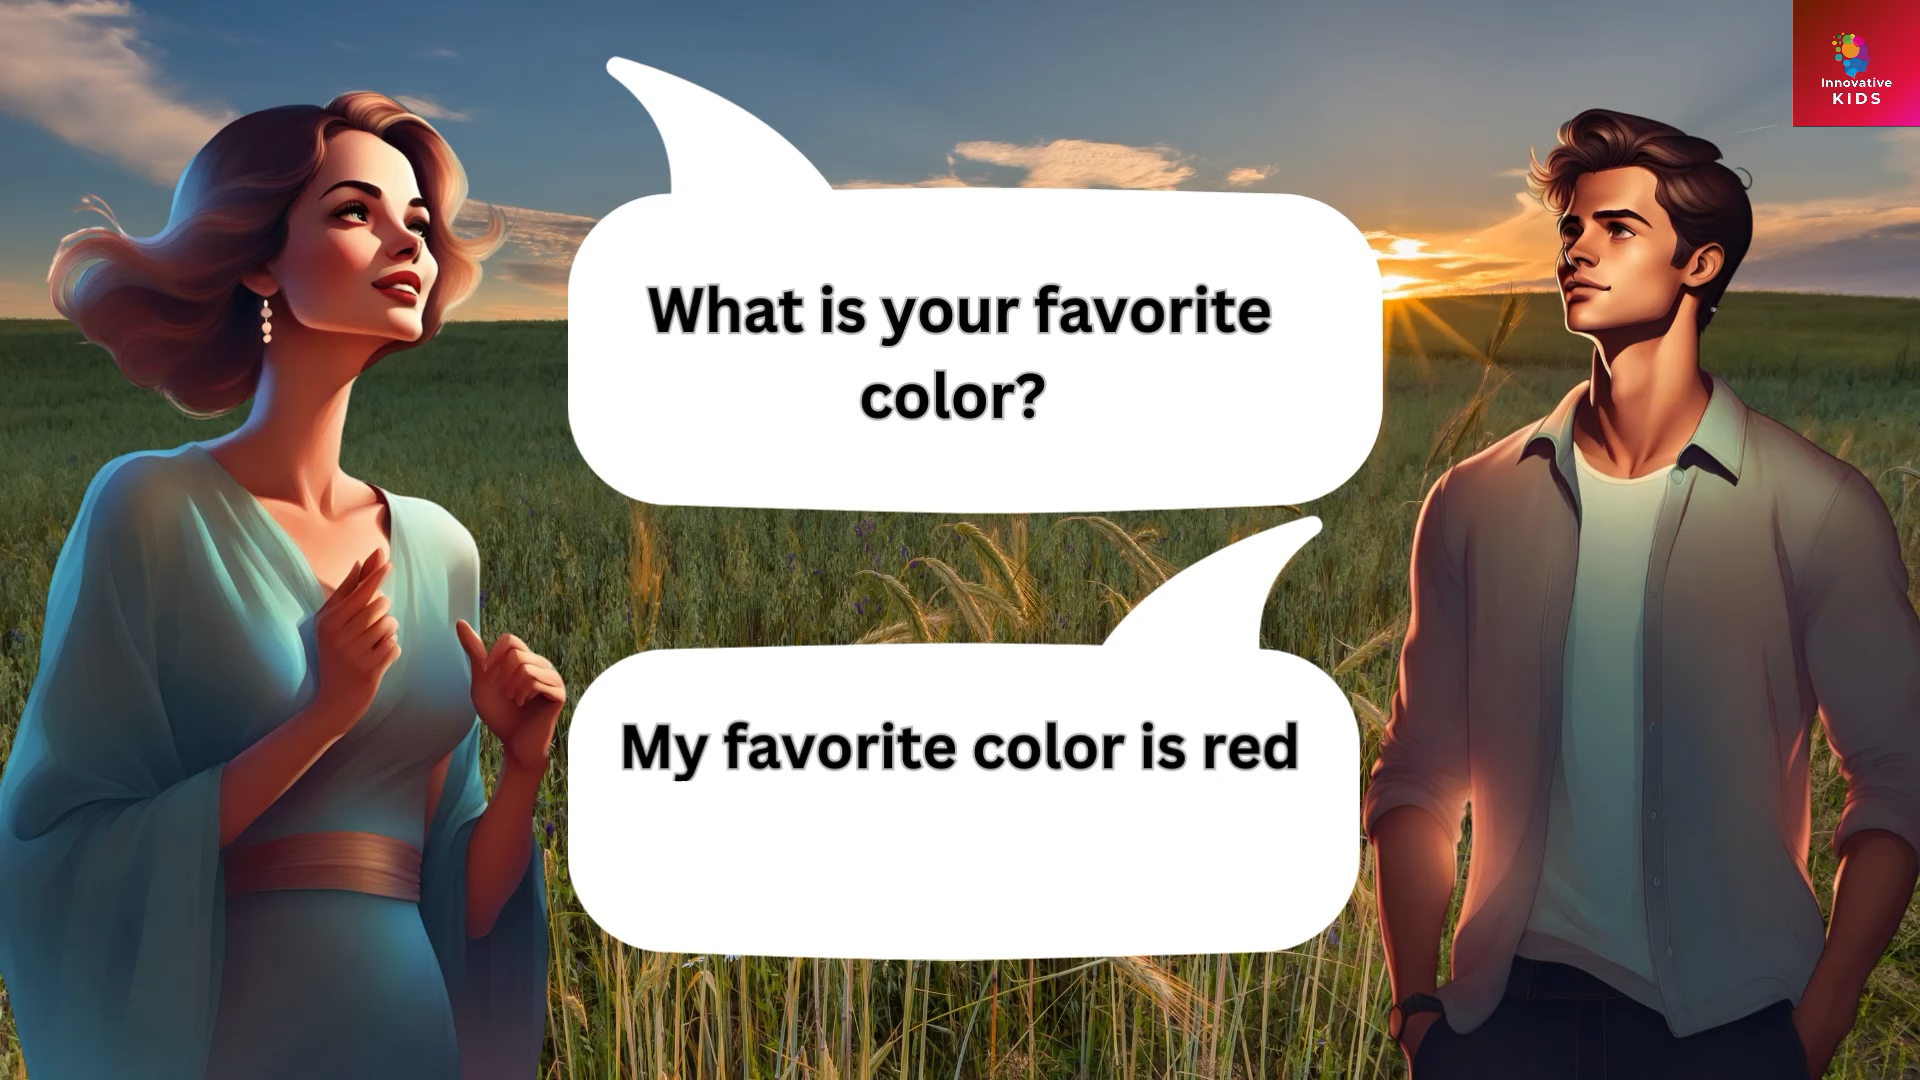 Innovative
KIDS
What is your favorite
color?
My favorite color is red